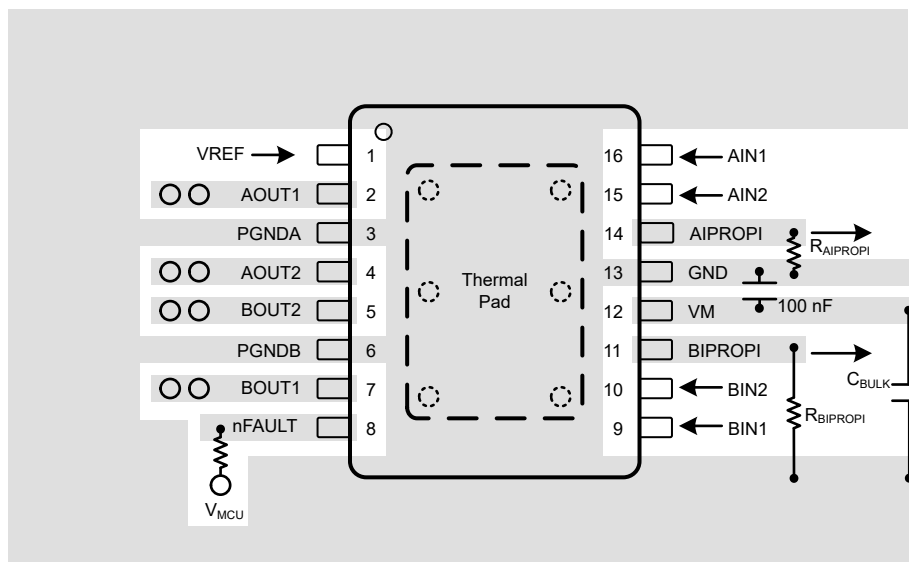 VREF 1 16 AIN1
AOUT1 2 15 AIN2
PGNDA 3 14 AIPROPI
R_AIPROPI
AOUT2 4 Thermal 13 GND
Pad
BOUT2 5 12 VM 100 nF
PGNDB 6 11 BIPROPI
C_BULK
BOUT1 7 10 BIN2
R_BIPROPI
nFAULT 8 9 BIN1
V_MCU